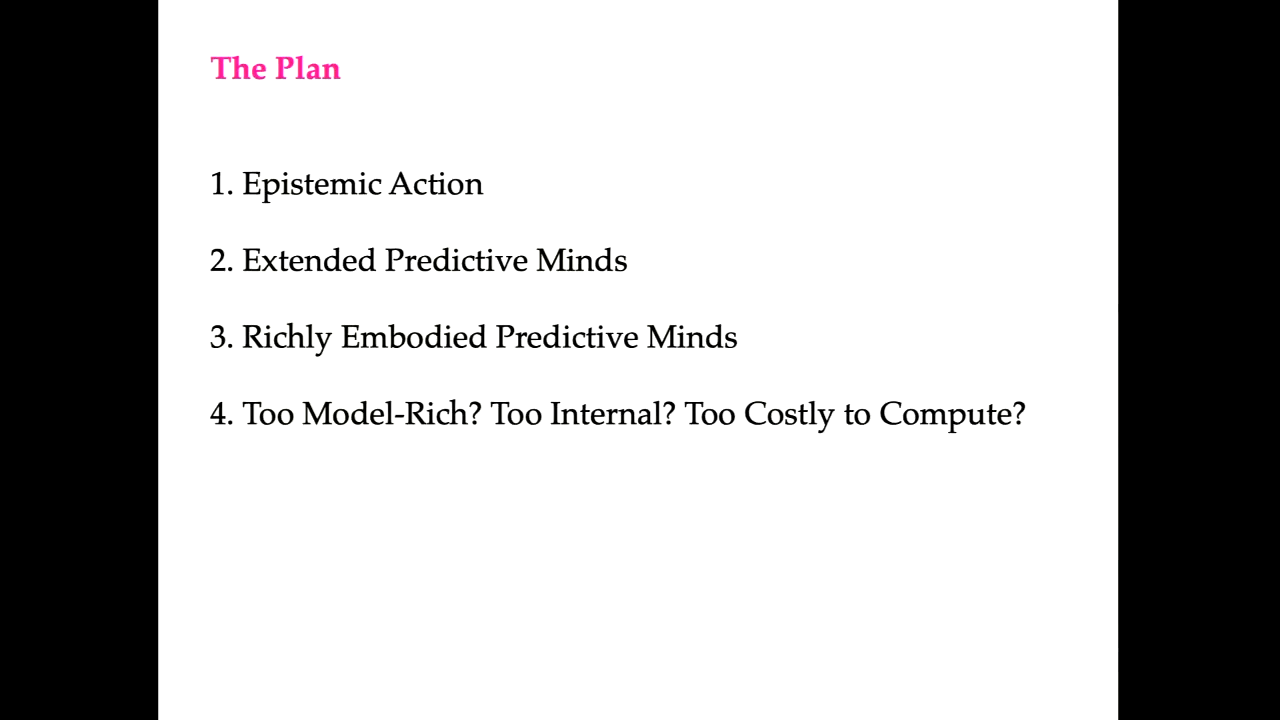 The Plan
1. Epistemic Action
2. Extended Predictive Minds
3. Richly Embodied Predictive Minds
4. Too Model-Rich? Too Internal? Too Costly to Compute?